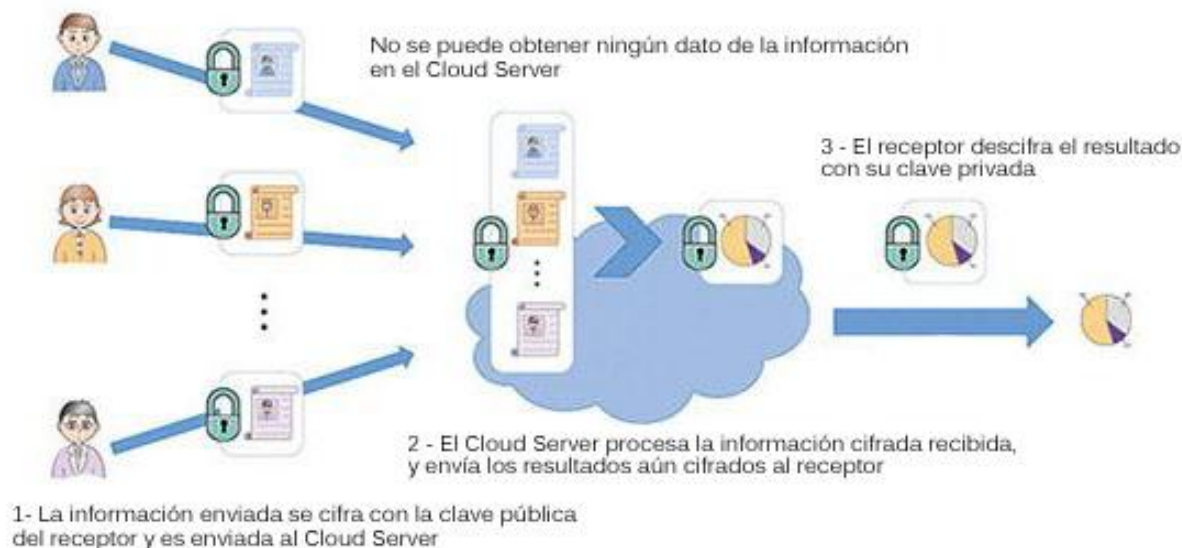 No se puede obtener ningún dato de la información
en el Cloud Server
3 - El receptor descifra el resultado
con su clave privada
2 - El Cloud Server procesa la información cifrada recibida,
y envía los resultados aún cifrados al receptor
1- La información enviada se cifra con la clave pública
del receptor y es enviada al Cloud Server